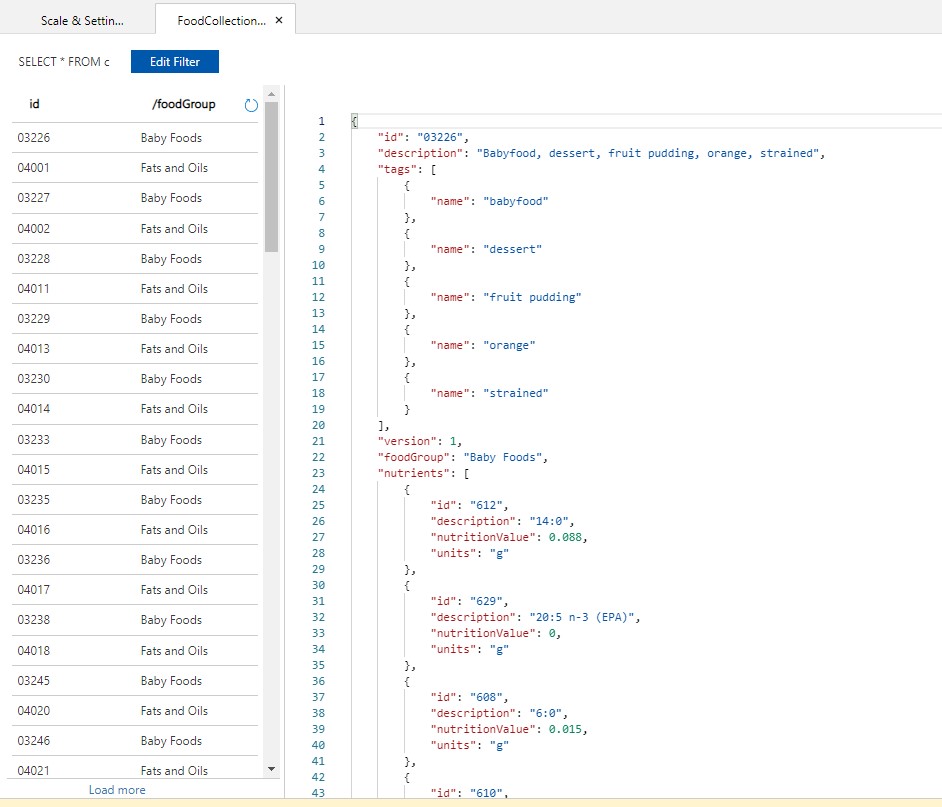 Scale & Settin...
FoodCollection... ✕
SELECT * FROM c
Edit Filter
id /foodGroup
03226 Baby Foods
04001 Fats and Oils
03227 Baby Foods
04002 Fats and Oils
03228 Baby Foods
04011 Fats and Oils
03229 Baby Foods
04013 Fats and Oils
03230 Baby Foods
04014 Fats and Oils
03233 Baby Foods
04015 Fats and Oils
03235 Baby Foods
04016 Fats and Oils
03236 Baby Foods
04017 Fats and Oils
03238 Baby Foods
04018 Fats and Oils
03245 Baby Foods
04020 Fats and Oils
03246 Baby Foods
04021 Fats and Oils
Load more
1 {
2 "id": "03226",
3 "description": "Babyfood, dessert, fruit pudding, orange, strained",
4 "tags": [
5 {
6 "name": "babyfood"
7 },
8 {
9 "name": "dessert"
10 },
11 {
12 "name": "fruit pudding"
13 },
14 {
15 "name": "orange"
16 },
17 {
18 "name": "strained"
19 }
20 ],
21 "version": 1,
22 "foodGroup": "Baby Foods",
23 "nutrients": [
24 {
25 "id": "612",
26 "description": "14:0",
27 "nutritionValue": 0.088,
28 "units": "g"
29 },
30 {
31 "id": "629",
32 "description": "20:5 n-3 (EPA)",
33 "nutritionValue": 0,
34 "units": "g"
35 },
36 {
37 "id": "608",
38 "description": "6:0",
39 "nutritionValue": 0.015,
40 "units": "g"
41 },
42 {
43 "id": "610",